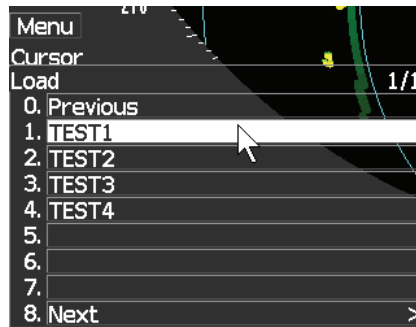 210
Menu
Cursor
Load 1/1
0. Previous
1. TEST1
2. TEST2
3. TEST3
4. TEST4
5.
6.
7.
8. Next >